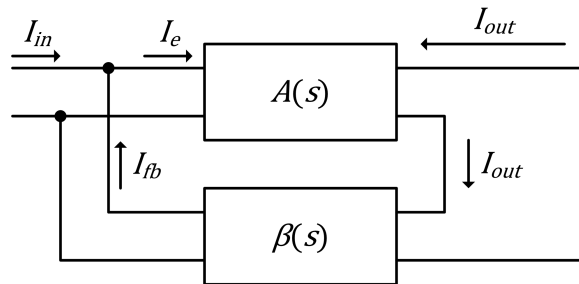 I_in I_e I_out
A(s)
I_fb I_out
β(s)